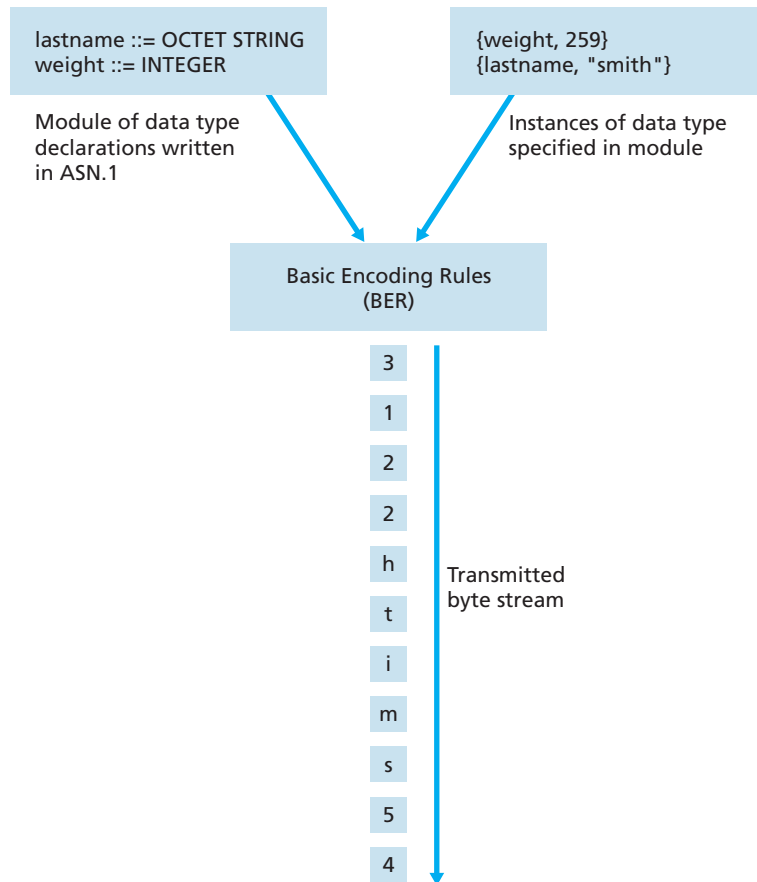 lastname ::= OCTET STRING
weight ::= INTEGER
{weight, 259}
{lastname, "smith"}
Module of data type
declarations written
in ASN.1
Instances of data type
specified in module
Basic Encoding Rules
(BER)
3
1
2
2
h
t
i
m
s
5
4
Transmitted
byte stream